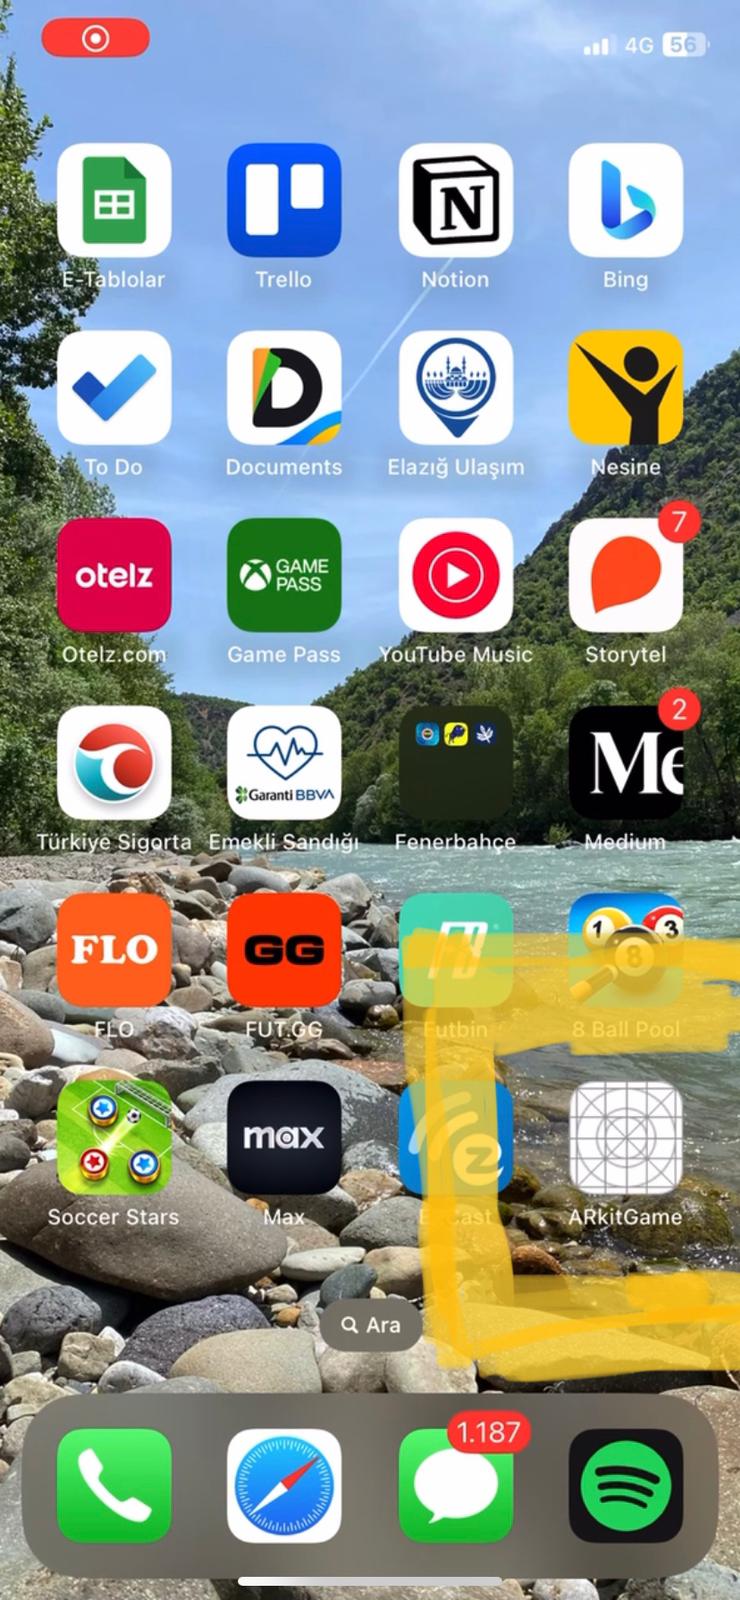 4G 56
E-Tablolar Trello Notion Bing
To Do Documents Elazığ Ulaşım Nesine
otelz GAME PASS 7
Otelz.com Game Pass YouTube Music Storytel
Garanti BBVA Me 2
Türkiye Sigorta Emekli Sandığı Fenerbahçe Medium
FLO GG 1 8 3
FLO FUT.GG Futbin 8 Ball Pool
max
Soccer Stars Max Cast ARkitGame
Ara
1.187